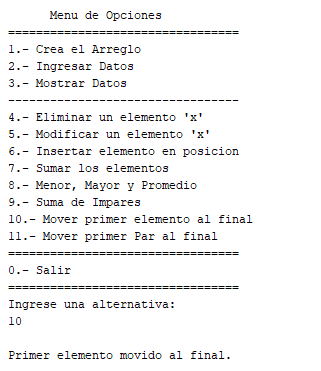 Menu de Opciones
=================================
1.- Crea el Arreglo
2.- Ingresar Datos
3.- Mostrar Datos
---------------------------------
4.- Eliminar un elemento 'x'
5.- Modificar un elemento 'x'
6.- Insertar elemento en posicion
7.- Sumar los elementos
8.- Menor, Mayor y Promedio
9.- Suma de Impares
10.- Mover primer elemento al final
11.- Mover primer Par al final
=================================
0.- Salir
=================================
Ingrese una alternativa:
10
Primer elemento movido al final.